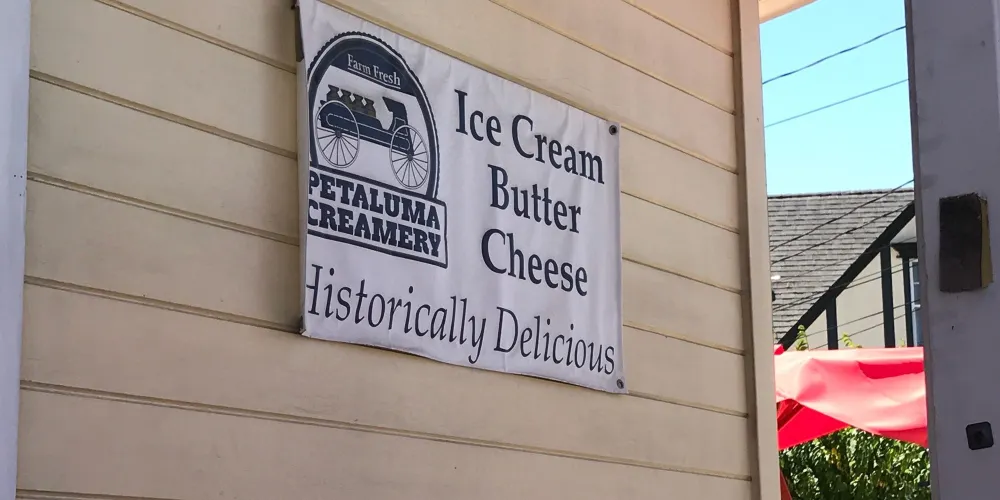 Farm Fresh
PETALUMA
CREAMERY
Ice Cream
Butter
Cheese
Historically Delicious